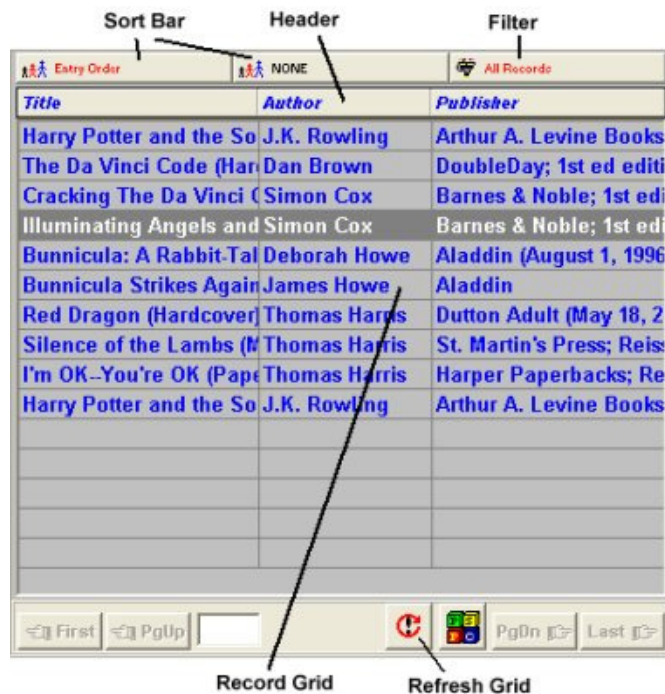 Sort Bar Header Filter
Entry Order NONE All Records
Title Author Publisher
Harry Potter and the So J.K. Rowling Arthur A. Levine Books
The Da Vinci Code (Har Dan Brown DoubleDay; 1st ed editi
Cracking The Da Vinci C Simon Cox Barnes & Noble; 1st edi
Illuminating Angels and Simon Cox Barnes & Noble; 1st edi
Bunnicula: A Rabbit-Tal Deborah Howe Aladdin (August 1, 1996
Bunnicula Strikes Again James Howe Aladdin
Red Dragon (Hardcover) Thomas Harris Dutton Adult (May 18, 2
Silence of the Lambs (M Thomas Harris St. Martin's Press; Reiss
I'm OK--You're OK (Pape Thomas Harris Harper Paperbacks; Re
Harry Potter and the So J.K. Rowling Arthur A. Levine Books
First PgUp PgDn Last
Record Grid Refresh Grid